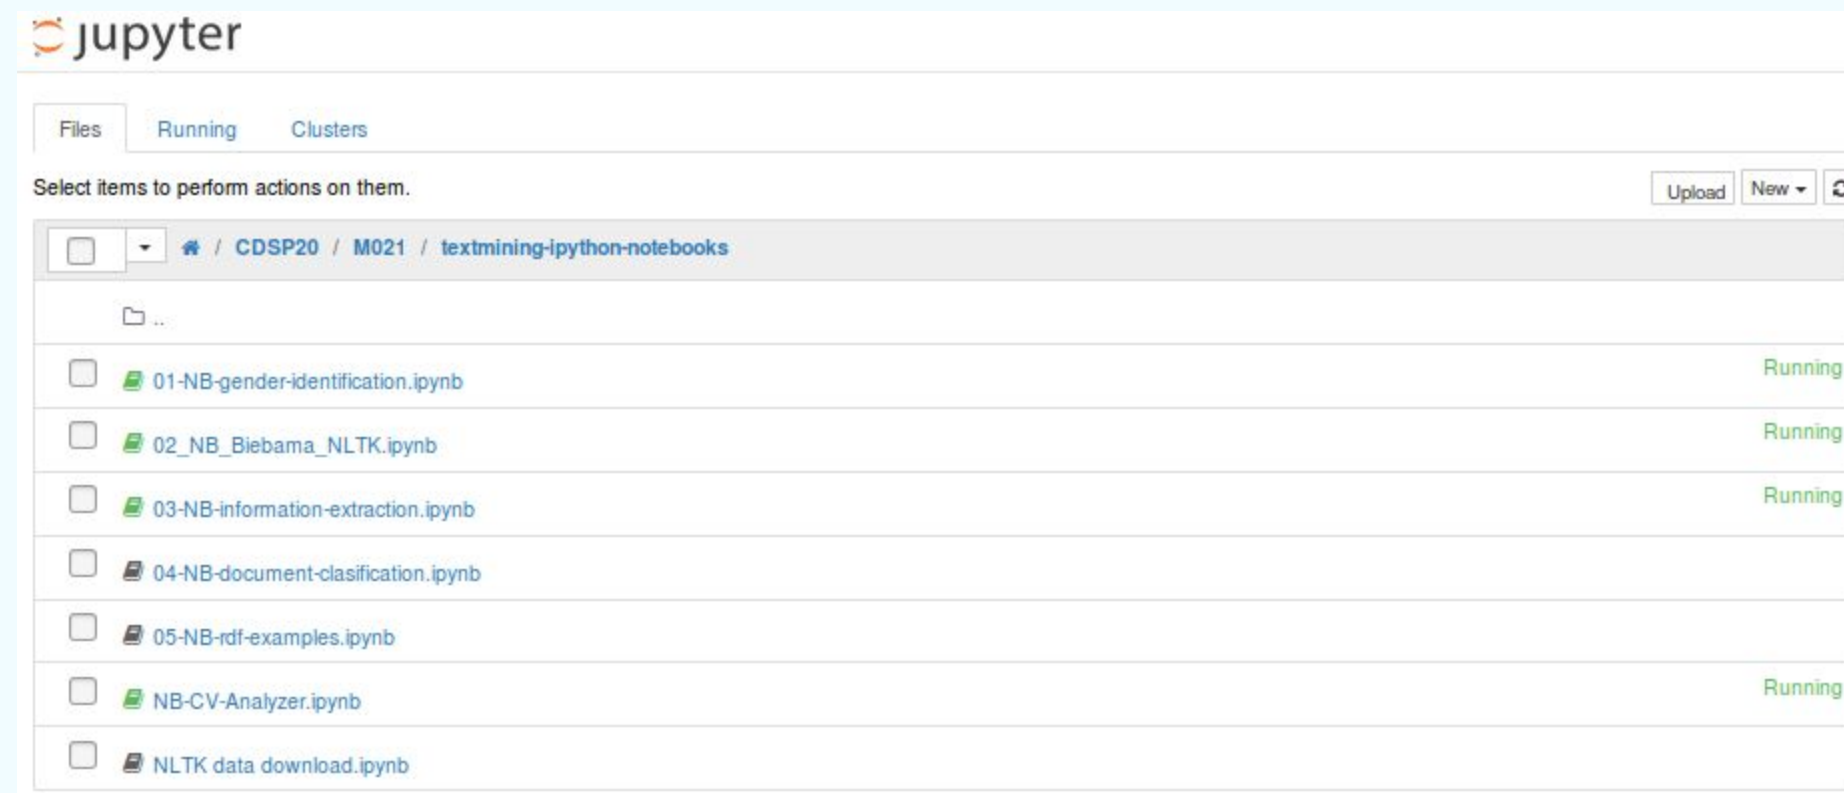 jupyter
Files Running Clusters
Select items to perform actions on them. Upload New
/ CDSP20 / M021 / textmining-ipython-notebooks
..
01-NB-gender-identification.ipynb Running
02_NB_Biebama_NLTK.ipynb Running
03-NB-information-extraction.ipynb Running
04-NB-document-clasification.ipynb
05-NB-rdf-examples.ipynb
NB-CV-Analyzer.ipynb Running
NLTK data download.ipynb